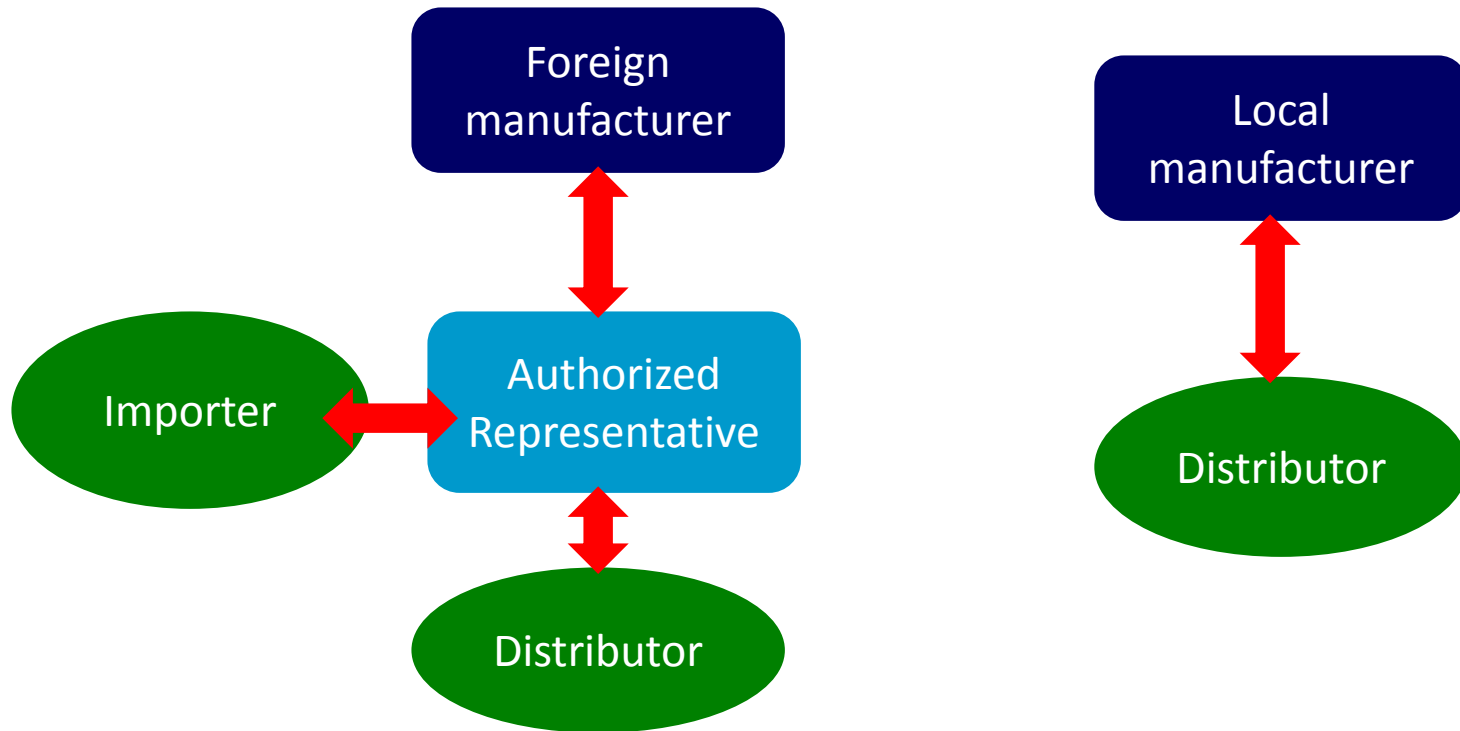 Foreign
manufacturer
Local
manufacturer
Importer
Authorized
Representative
Distributor
Distributor